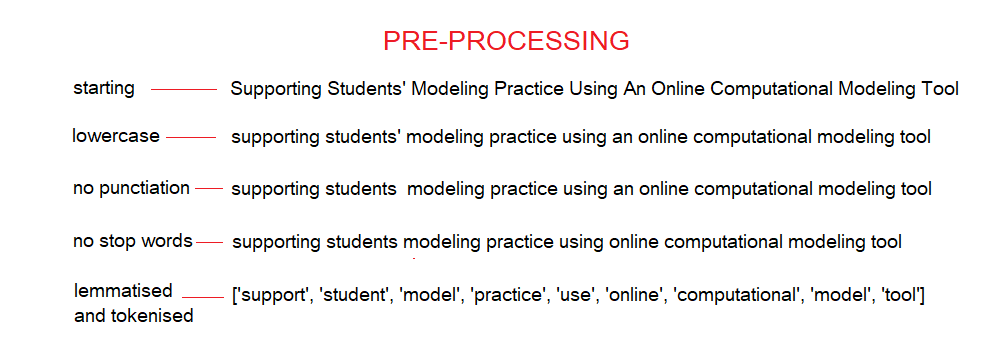 PRE-PROCESSING
starting Supporting Students' Modeling Practice Using An Online Computational Modeling Tool
lowercase supporting students' modeling practice using an online computational modeling tool
no punctiation supporting students  modeling practice using an online computational modeling tool
no stop words supporting students modeling practice using online computational modeling tool
lemmatised ['support', 'student', 'model', 'practice', 'use', 'online', 'computational', 'model', 'tool']
and tokenised